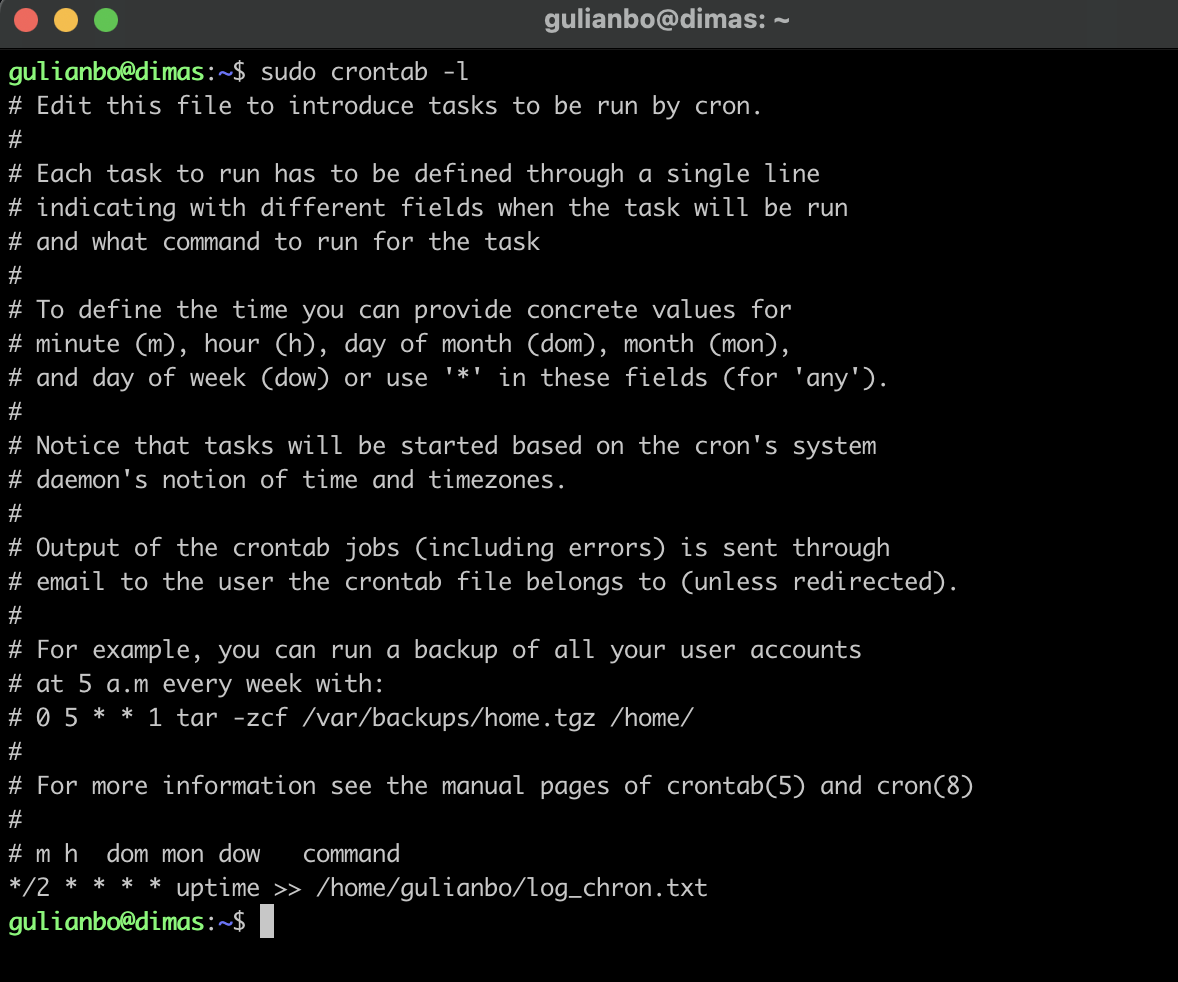 gulianbo@dimas: ~
gulianbo@dimas:~$ sudo crontab -l
# Edit this file to introduce tasks to be run by cron.
#
# Each task to run has to be defined through a single line
# indicating with different fields when the task will be run
# and what command to run for the task
#
# To define the time you can provide concrete values for
# minute (m), hour (h), day of month (dom), month (mon),
# and day of week (dow) or use '*' in these fields (for 'any').
#
# Notice that tasks will be started based on the cron's system
# daemon's notion of time and timezones.
#
# Output of the crontab jobs (including errors) is sent through
# email to the user the crontab file belongs to (unless redirected).
#
# For example, you can run a backup of all your user accounts
# at 5 a.m every week with:
# 0 5 * * 1 tar -zcf /var/backups/home.tgz /home/
#
# For more information see the manual pages of crontab(5) and cron(8)
#
# m h  dom mon dow   command
*/2 * * * * uptime >> /home/gulianbo/log_chron.txt
gulianbo@dimas:~$